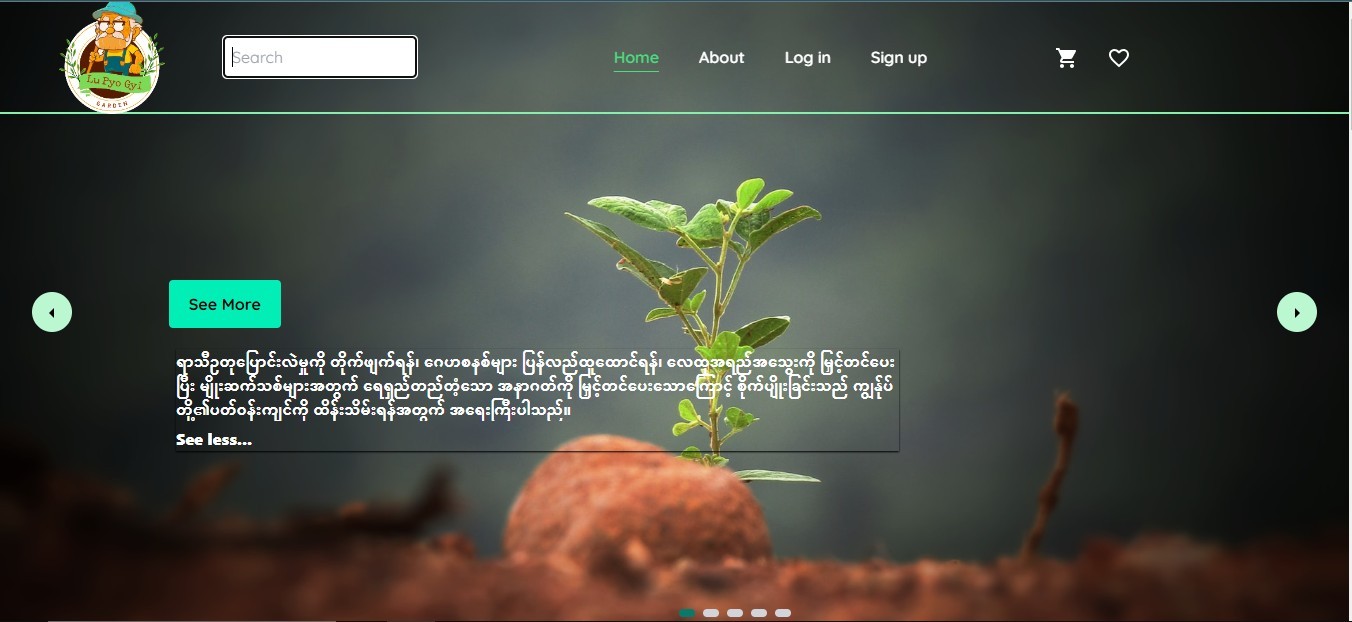 Lu Pyo Gyi
GARDEN
Search
Home
About
Log in
Sign up
See More
ရာသီဥတုပြောင်းလဲမှုကို တိုက်ဖျက်ရန်၊ ဂေဟစနစ်များ ပြန်လည်ထူထောင်ရန်၊ လေထုအရည်အသွေးကို မြှင့်တင်ပေး
ပြီး မျိုးဆက်သစ်များအတွက် ရေရှည်တည်တံ့သော အနာဂတ်ကို မြှင့်တင်ပေးသောကြောင့် စိုက်ပျိုးခြင်းသည် ကျွန်ုပ်
တို့၏ပတ်ဝန်းကျင်ကို ထိန်းသိမ်းရန်အတွက် အရေးကြီးပါသည်။
See less...